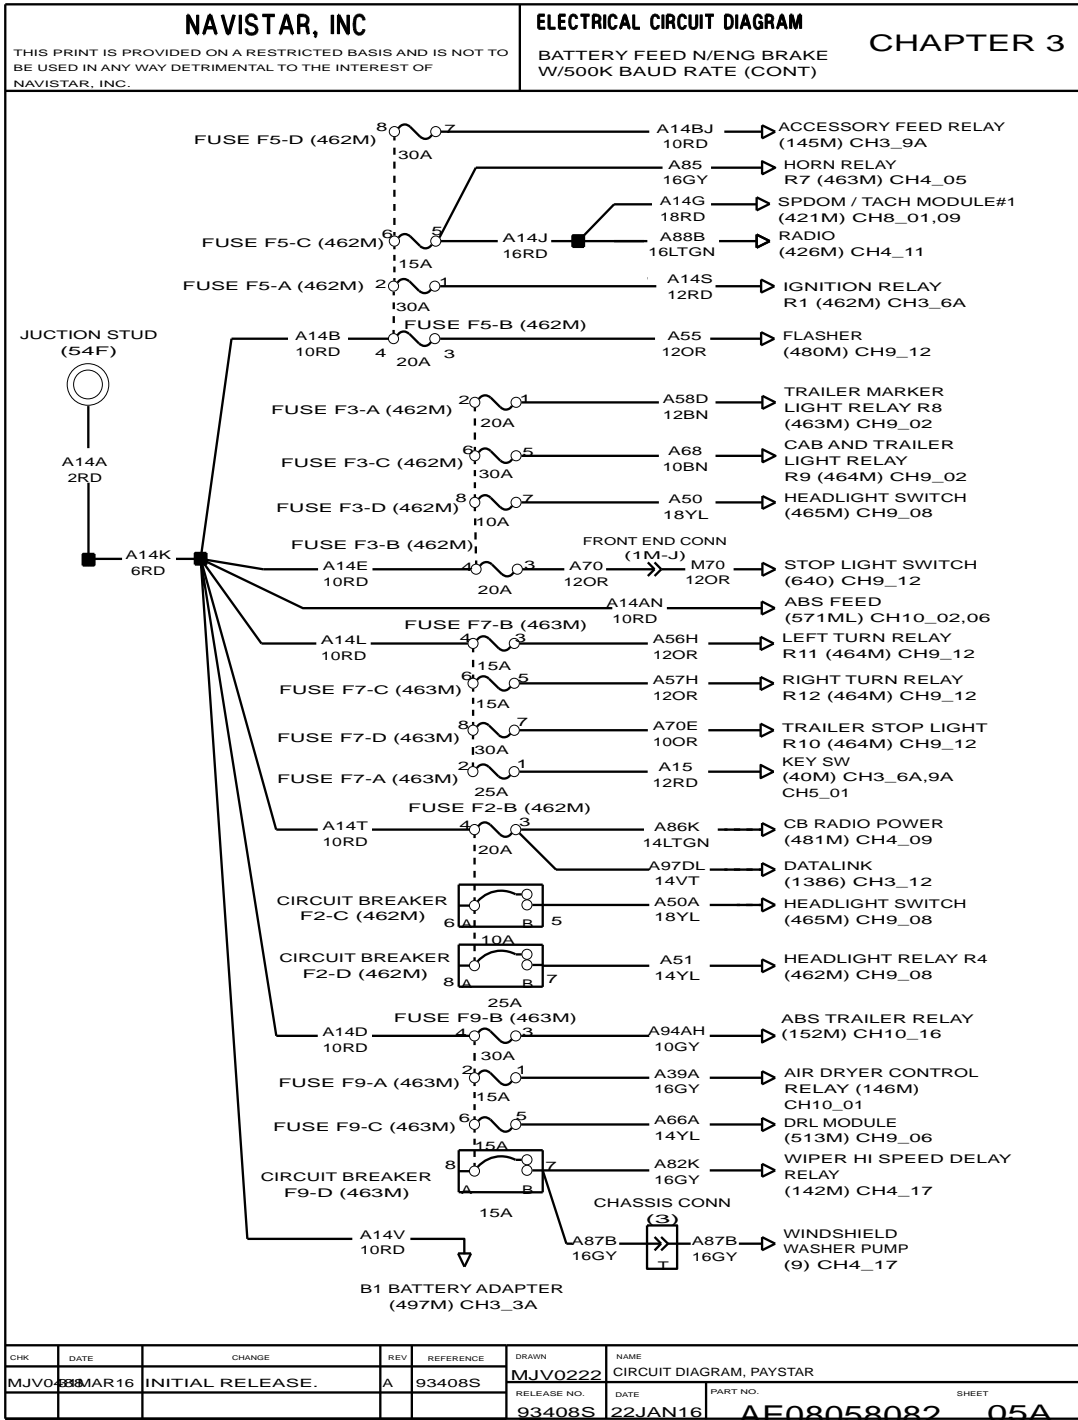 NAVISTAR, INC
THIS PRINT IS PROVIDED ON A RESTRICTED BASIS AND IS NOT TO
BE USED IN ANY WAY DETRIMENTAL TO THE INTEREST OF
NAVISTAR, INC.
ELECTRICAL CIRCUIT DIAGRAM
BATTERY FEED N/ENG BRAKE
W/500K BAUD RATE (CONT)
CHAPTER 3
FUSE F5-D (462M)
8
7
30A
A14BJ
10RD
ACCESSORY FEED RELAY
(145M) CH3_9A
A85
16GY
HORN RELAY
R7 (463M) CH4_05
A14G
18RD
SPDOM / TACH MODULE#1
(421M) CH8_01,09
FUSE F5-C (462M)
6
5
15A
A14J
16RD
A88B
16LTGN
RADIO
(426M) CH4_11
FUSE F5-A (462M)
2
1
30A
A14S
12RD
IGNITION RELAY
R1 (462M) CH3_6A
JUCTION STUD
(54F)
A14B
10RD
FUSE F5-B (462M)
4
3
20A
A55
12OR
FLASHER
(480M) CH9_12
FUSE F3-A (462M)
2
1
20A
A58D
12BN
TRAILER MARKER
LIGHT RELAY R8
(463M) CH9_02
A14A
2RD
FUSE F3-C (462M)
6
5
30A
A68
10BN
CAB AND TRAILER
LIGHT RELAY
R9 (464M) CH9_02
FUSE F3-D (462M)
8
7
10A
A50
18YL
HEADLIGHT SWITCH
(465M) CH9_08
A14K
6RD
FUSE F3-B (462M)
A14E
10RD
4
3
20A
A70
12OR
FRONT END CONN
(1M-J)
M70
12OR
STOP LIGHT SWITCH
(640) CH9_12
A14AN
10RD
ABS FEED
(571ML) CH10_02,06
A14L
10RD
FUSE F7-B (463M)
4
3
15A
A56H
12OR
LEFT TURN RELAY
R11 (464M) CH9_12
FUSE F7-C (463M)
6
5
15A
A57H
12OR
RIGHT TURN RELAY
R12 (464M) CH9_12
FUSE F7-D (463M)
8
7
30A
A70E
10OR
TRAILER STOP LIGHT
R10 (464M) CH9_12
FUSE F7-A (463M)
2
1
25A
A15
12RD
KEY SW
(40M) CH3_6A,9A
CH5_01
A14T
10RD
FUSE F2-B (462M)
4
3
20A
A86K
14LTGN
CB RADIO POWER
(481M) CH4_09
A97DL
14VT
DATALINK
(1386) CH3_12
CIRCUIT BREAKER
F2-C (462M)
6
A
B
5
10A
A50A
18YL
HEADLIGHT SWITCH
(465M) CH9_08
CIRCUIT BREAKER
F2-D (462M)
8
A
B
7
25A
A51
14YL
HEADLIGHT RELAY R4
(462M) CH9_08
A14D
10RD
FUSE F9-B (463M)
4
3
30A
A94AH
10GY
ABS TRAILER RELAY
(152M) CH10_16
FUSE F9-A (463M)
2
1
15A
A39A
16GY
AIR DRYER CONTROL
RELAY (146M)
CH10_01
FUSE F9-C (463M)
6
5
15A
A66A
14YL
DRL MODULE
(513M) CH9_06
CIRCUIT BREAKER
F9-D (463M)
8
A
B
7
15A
A82K
16GY
WIPER HI SPEED DELAY
RELAY
(142M) CH4_17
A14V
10RD
B1 BATTERY ADAPTER
(497M) CH3_3A
A87B
16GY
CHASSIS CONN
(3)
T
A87B
16GY
WINDSHIELD
WASHER PUMP
(9) CH4_17
CHK DATE CHANGE REV REFERENCE
INITIAL RELEASE. A 93408S
DRAWN
MJV0222
NAME
CIRCUIT DIAGRAM, PAYSTAR
RELEASE NO.
93408S
DATE
22JAN16
PART NO.
AE08058082
SHEET
05A